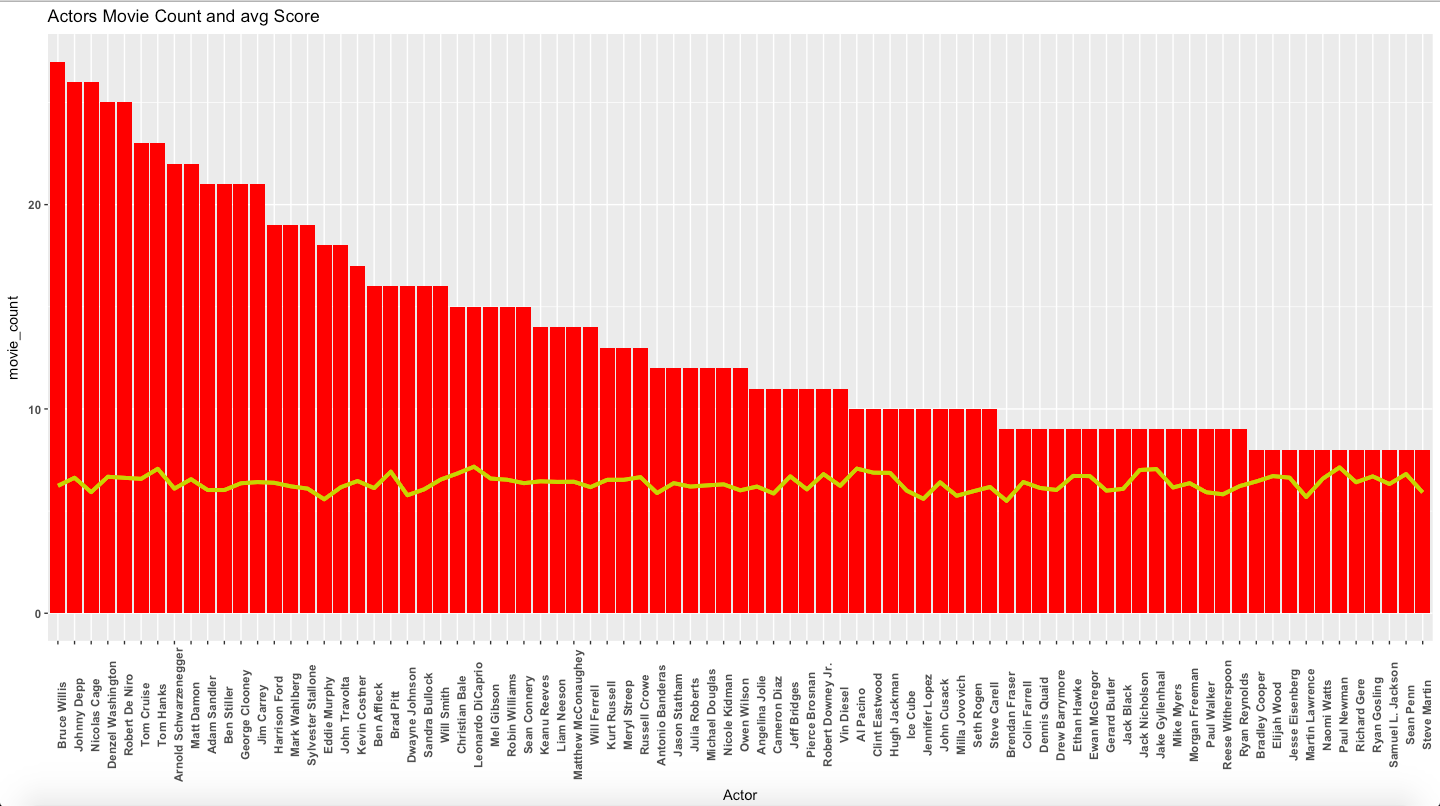 Actors Movie Count and avg Score
movie_count
20
10
0
Bruce Willis
Johnny Depp
Nicolas Cage
Denzel Washington
Robert De Niro
Tom Cruise
Tom Hanks
Arnold Schwarzenegger
Matt Damon
Adam Sandler
Ben Stiller
George Clooney
Jim Carrey
Harrison Ford
Mark Wahlberg
Sylvester Stallone
Eddie Murphy
John Travolta
Kevin Costner
Ben Affleck
Brad Pitt
Dwayne Johnson
Sandra Bullock
Will Smith
Christian Bale
Leonardo DiCaprio
Mel Gibson
Robin Williams
Sean Connery
Keanu Reeves
Liam Neeson
Matthew McConaughey
Will Ferrell
Kurt Russell
Meryl Streep
Russell Crowe
Antonio Banderas
Jason Statham
Julia Roberts
Michael Douglas
Nicole Kidman
Owen Wilson
Angelina Jolie
Cameron Diaz
Jeff Bridges
Pierce Brosnan
Robert Downey Jr.
Vin Diesel
Al Pacino
Clint Eastwood
Hugh Jackman
Ice Cube
Jennifer Lopez
John Cusack
Milla Jovovich
Seth Rogen
Steve Carell
Brendan Fraser
Colin Farrell
Dennis Quaid
Drew Barrymore
Ethan Hawke
Ewan McGregor
Gerard Butler
Jack Black
Jack Nicholson
Jake Gyllenhaal
Mike Myers
Morgan Freeman
Paul Walker
Reese Witherspoon
Ryan Reynolds
Bradley Cooper
Elijah Wood
Jesse Eisenberg
Martin Lawrence
Naomi Watts
Paul Newman
Richard Gere
Ryan Gosling
Samuel L. Jackson
Sean Penn
Steve Martin
Actor